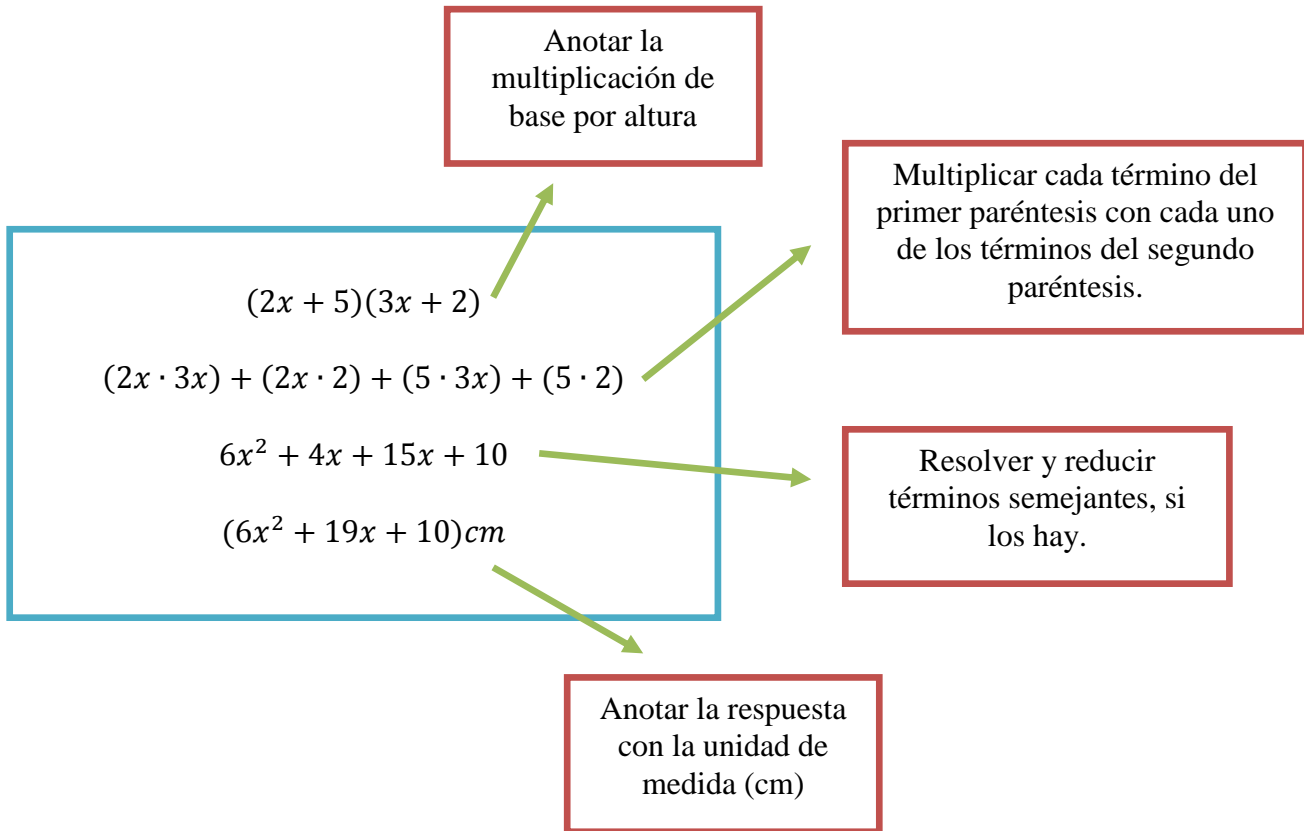 Anotar la
multiplicación de
base por altura
Multiplicar cada término del
primer paréntesis con cada uno
de los términos del segundo
paréntesis.
(2x + 5)(3x + 2)
(2x · 3x) + (2x · 2) + (5 · 3x) + (5 · 2)
6x² + 4x + 15x + 10
(6x² + 19x + 10)cm
Resolver y reducir
términos semejantes, si
los hay.
Anotar la respuesta
con la unidad de
medida (cm)